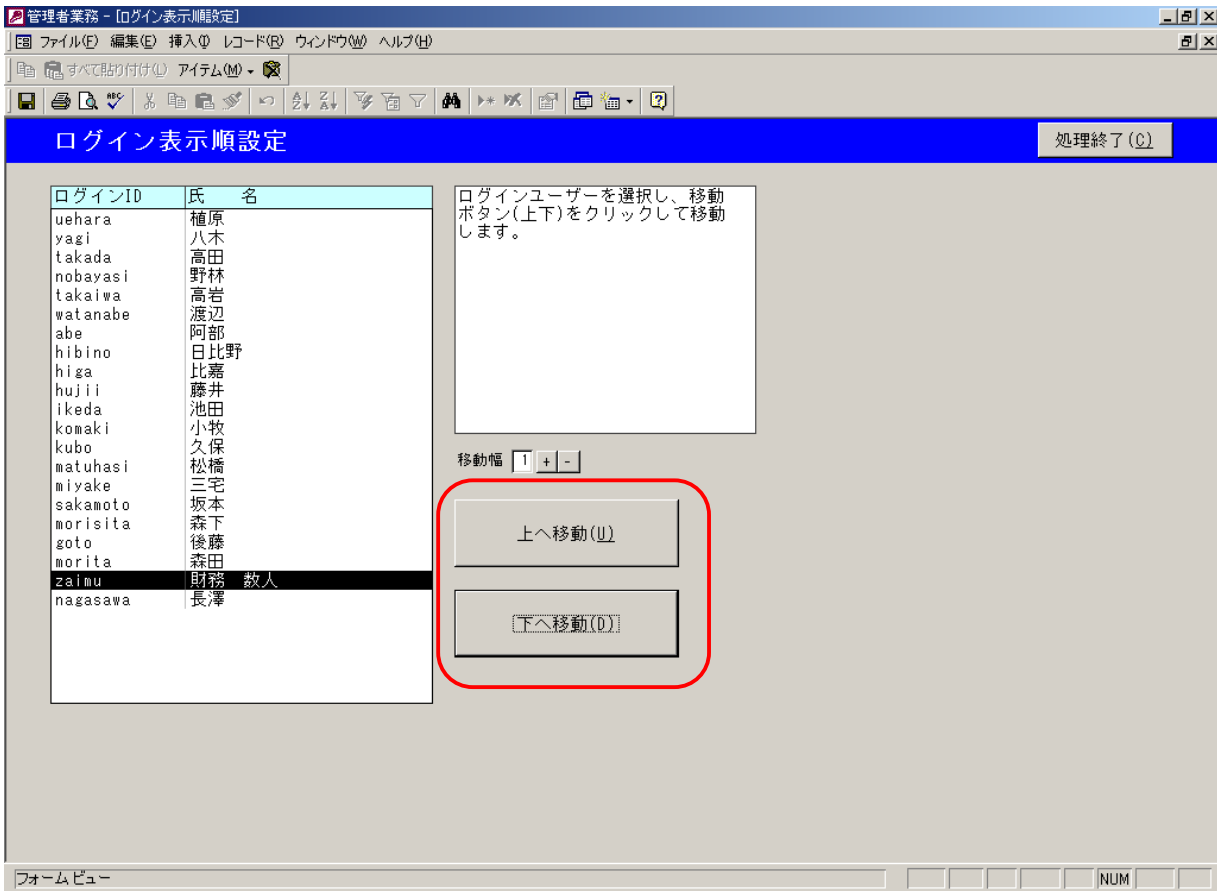 管理者業務 - [ログイン表示順設定]
ファイル(F) 編集(E) 挿入(I) レコード(R) ウィンドウ(W) ヘルプ(H)
すべて貼り付け(L) アイテム(M)
ログイン表示順設定 処理終了(C)
ログインID 氏　名
uehara 植原
yagi 八木
takada 高田
nobayasi 野林
takaiwa 高岩
watanabe 渡辺
abe 阿部
hibino 日比野
higa 比嘉
hujii 藤井
ikeda 池田
komaki 小牧
kubo 久保
matuhasi 松橋
miyake 三宅
sakamoto 坂本
morisita 森下
goto 後藤
morita 森田
zaimu 財務　数人
nagasawa 長澤
ログインユーザーを選択し、移動
ボタン(上下)をクリックして移動
します。
移動幅 1 + -
上へ移動(U)
下へ移動(D)
フォーム ビュー NUM